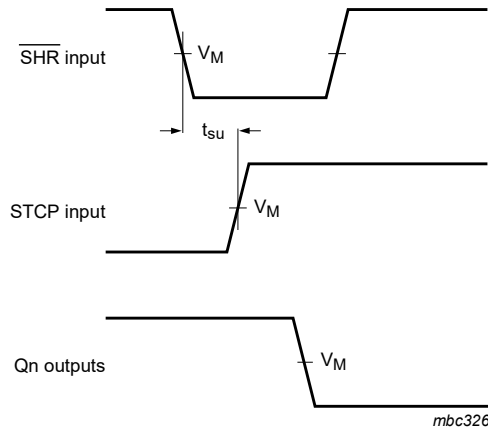 SHR input
V_M
t_su
STCP input
V_M
Qn outputs
V_M
mbc326